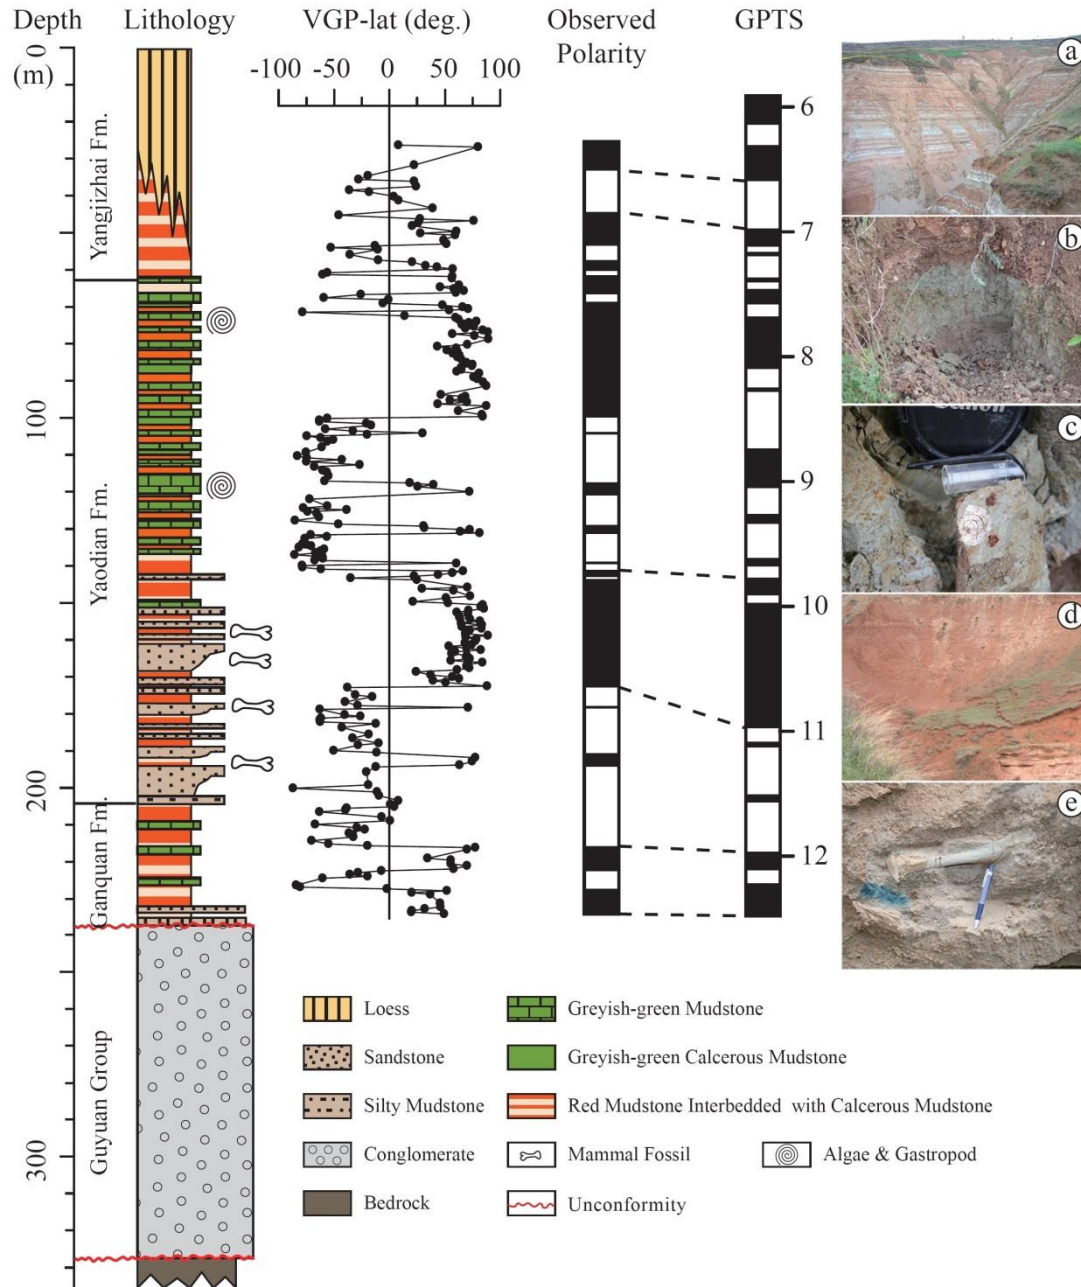 Depth Lithology VGP-lat (deg.) Observed Polarity GPTS
0
(m)
-100 -50 0 50 100
100
200
300
Yangjizhai Fm.
Yaodian Fm.
Ganquan Fm.
Guyuan Group
6
7
8
9
10
11
12
a
b
Canon
c
d
e
Loess
Sandstone
Silty Mudstone
Conglomerate
Bedrock
Greyish-green Mudstone
Greyish-green Calcerous Mudstone
Red Mudstone Interbedded with Calcerous Mudstone
Mammal Fossil
Unconformity
Algae & Gastropod